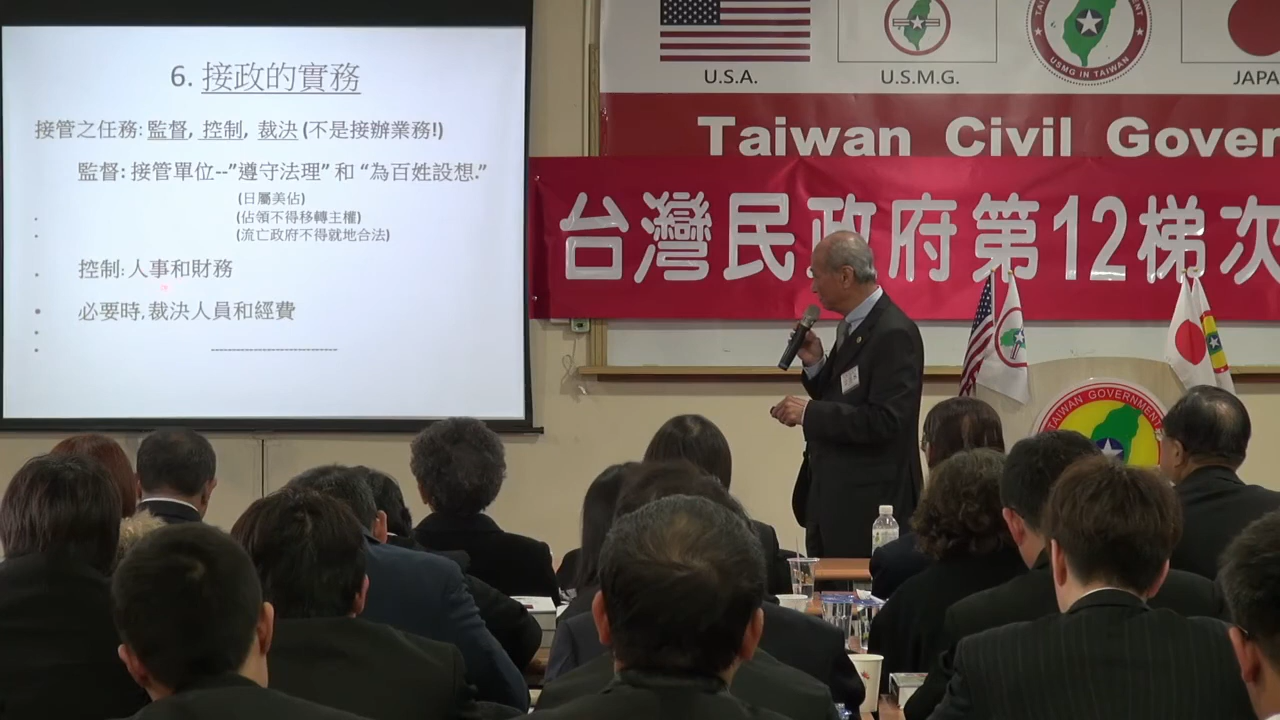 6. 接政的實務
接管之任務: 監督, 控制, 裁決 (不是接辦業務!)
監督: 接管單位--”遵守法理” 和 “為百姓設想.”
(日屬美佔)
(佔領不得移轉主權)
(流亡政府不得就地合法)
控制: 人事和財務
必要時, 裁決人員和經費
U.S.A.
U.S.M.G.
USMG IN TAIWAN
JAPA
Taiwan Civil Gover
台灣民政府第12梯次
TAIWAN GOVERNMENT